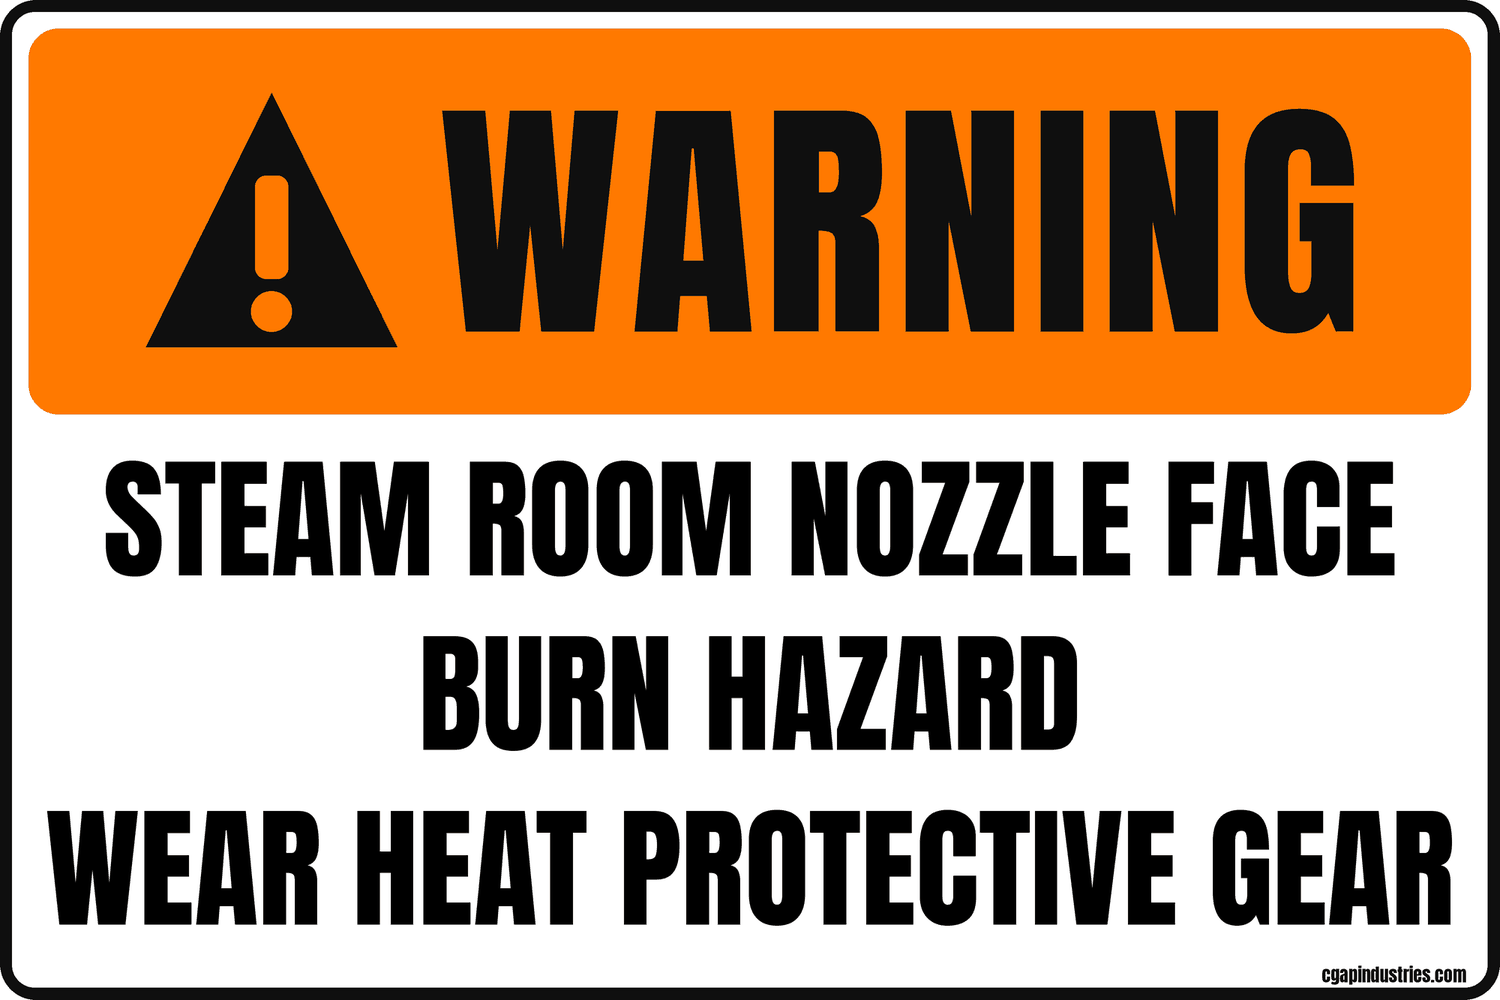 WARNING
STEAM ROOM NOZZLE FACE
BURN HAZARD
WEAR HEAT PROTECTIVE GEAR
cgapindustries.com